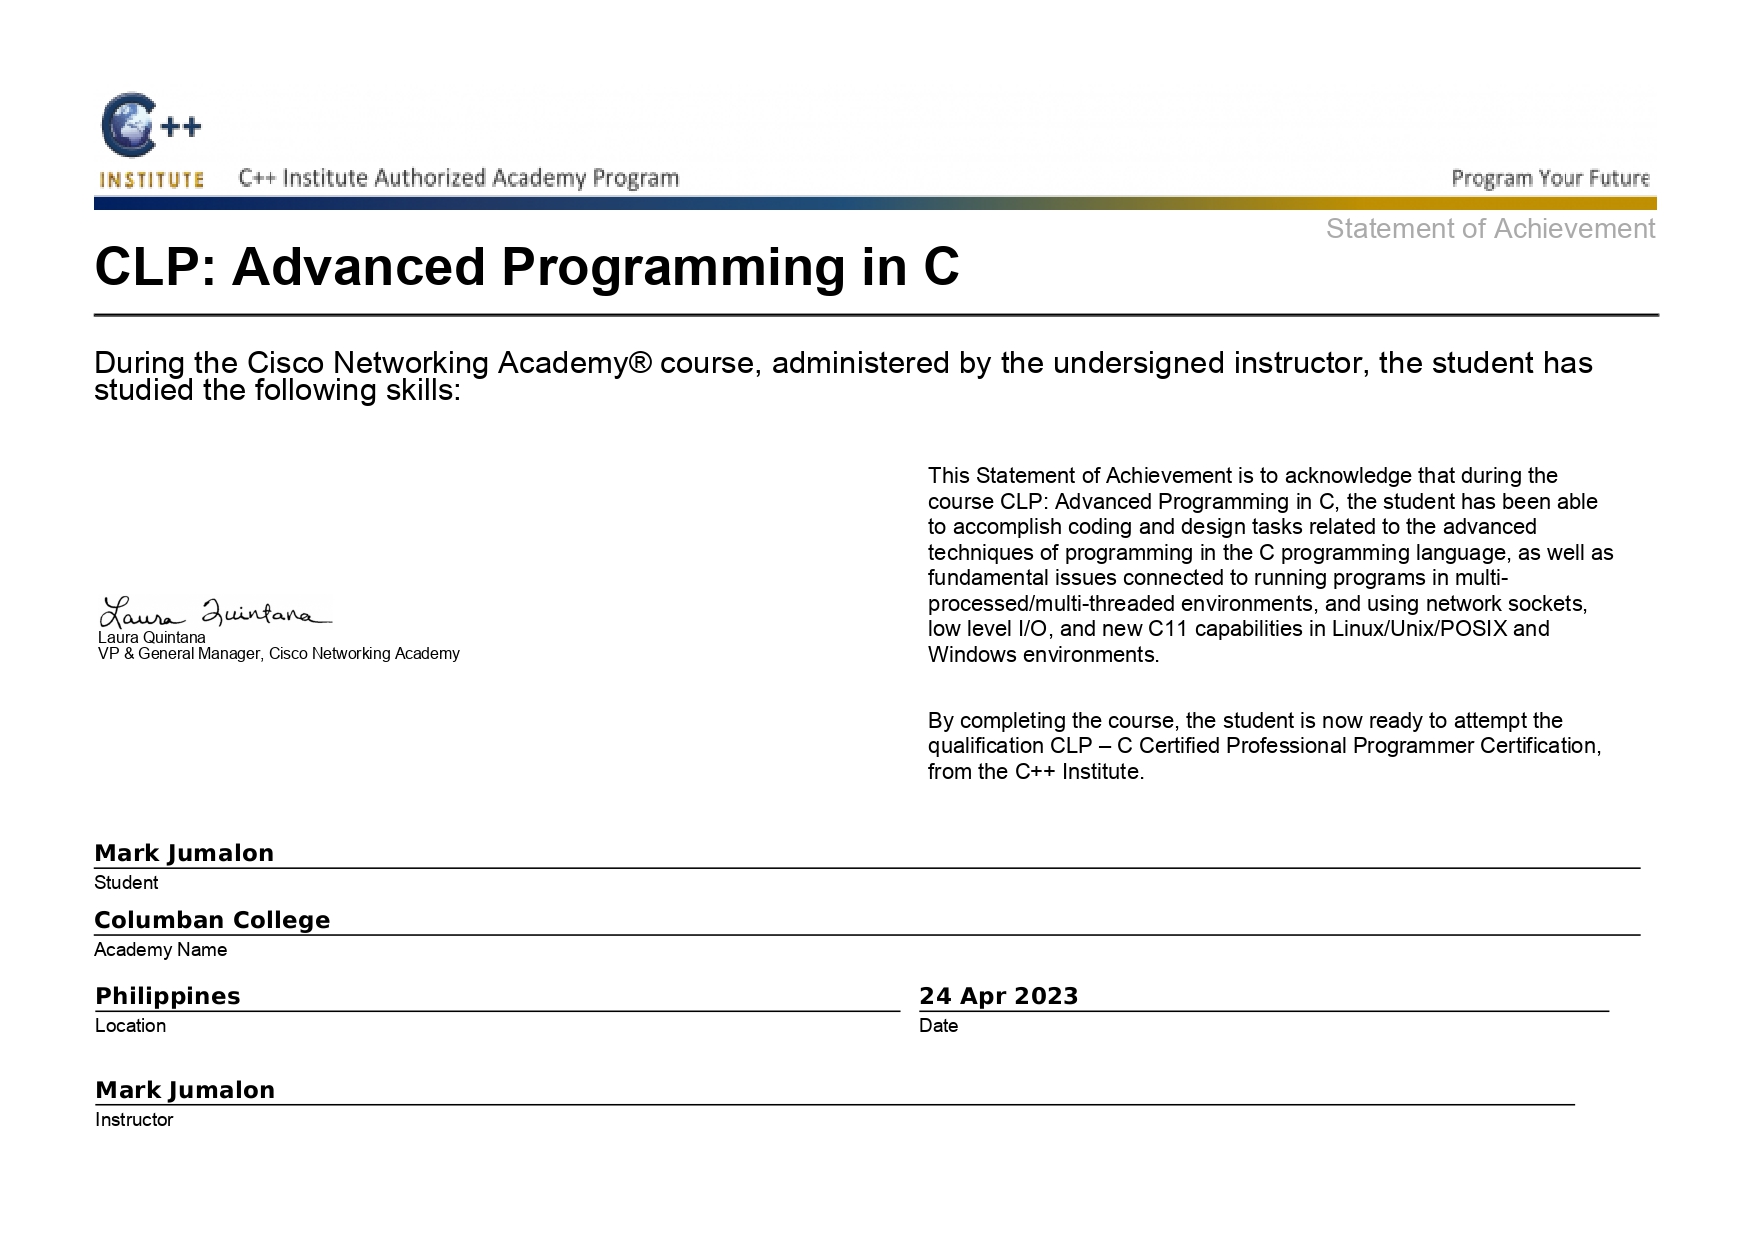 C++
INSTITUTE
C++ Institute Authorized Academy Program
Program Your Future
Statement of Achievement
CLP: Advanced Programming in C
During the Cisco Networking Academy® course, administered by the undersigned instructor, the student has
studied the following skills:
Laura Quintana
Laura Quintana
VP & General Manager, Cisco Networking Academy
This Statement of Achievement is to acknowledge that during the
course CLP: Advanced Programming in C, the student has been able
to accomplish coding and design tasks related to the advanced
techniques of programming in the C programming language, as well as
fundamental issues connected to running programs in multi-
processed/multi-threaded environments, and using network sockets,
low level I/O, and new C11 capabilities in Linux/Unix/POSIX and
Windows environments.
By completing the course, the student is now ready to attempt the
qualification CLP – C Certified Professional Programmer Certification,
from the C++ Institute.
Mark Jumalon
Student
Columban College
Academy Name
Philippines
Location
24 Apr 2023
Date
Mark Jumalon
Instructor